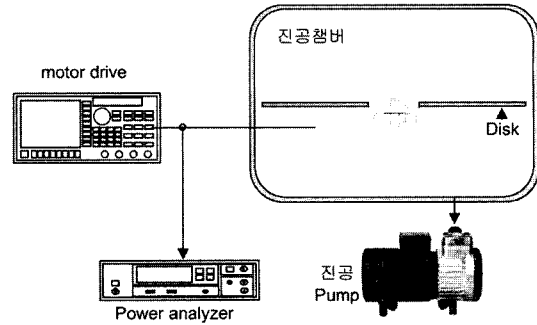 진공챔버
motor drive
Disk
진공
Pump
Power analyzer